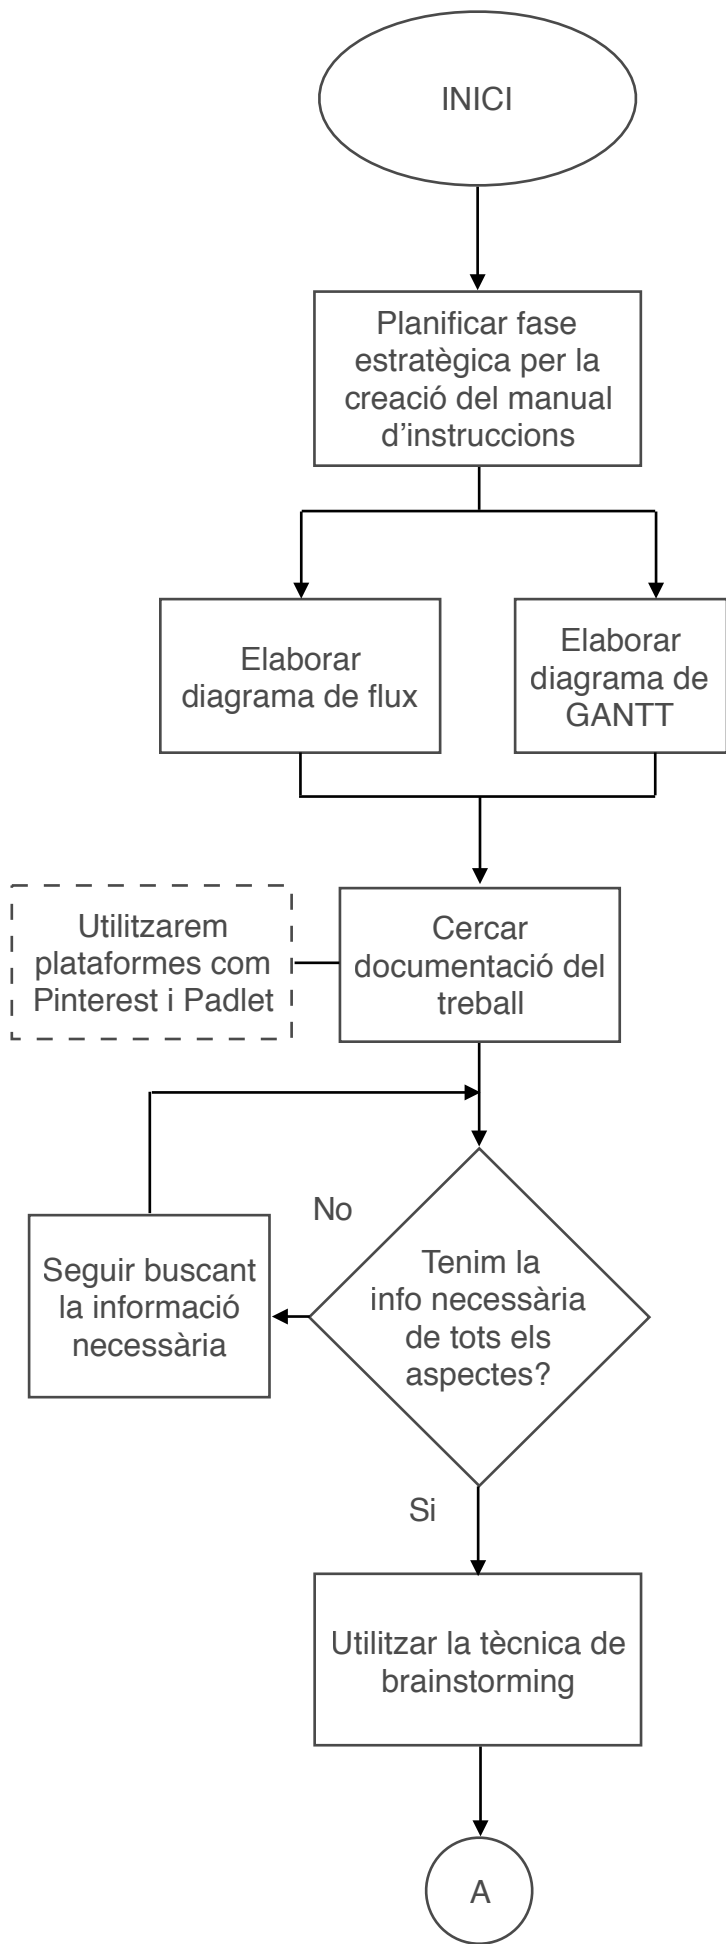 INICI
Planificar fase
estratègica per la
creació del manual
d’instruccions
Elaborar
diagrama de flux
Elaborar
diagrama de
GANTT
Utilitzarem
plataformes com
Pinterest i Padlet
Cercar
documentació del
treball
No
Seguir buscant
la informació
necessària
Tenim la
info necessària
de tots els
aspectes?
Si
Utilitzar la tècnica de
brainstorming
A